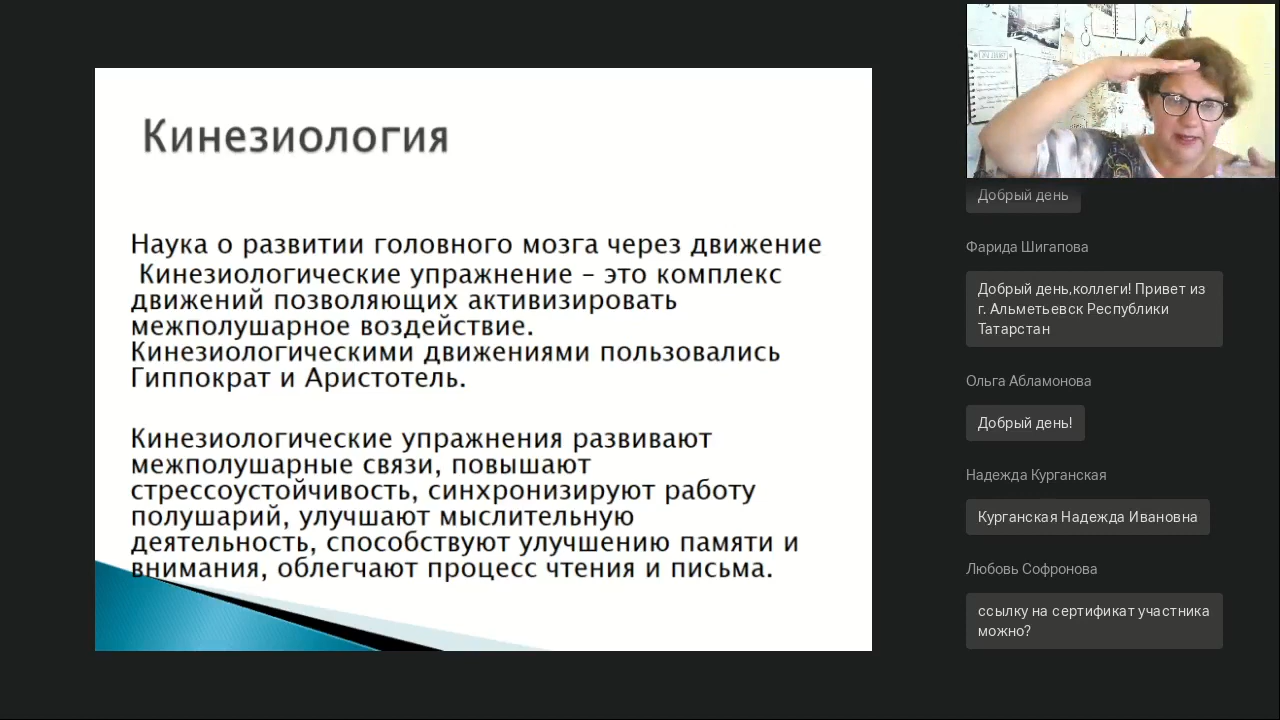 Кинезиология
Наука о развитии головного мозга через движение
Кинезиологические упражнение – это комплекс
движений позволяющих активизировать
межполушарное воздействие.
Кинезиологическими движениями пользовались
Гиппократ и Аристотель.
Кинезиологические упражнения развивают
межполушарные связи, повышают
стрессоустойчивость, синхронизируют работу
полушарий, улучшают мыслительную
деятельность, способствуют улучшению памяти и
внимания, облегчают процесс чтения и письма.
Добрый день
Фарида Шигапова
Добрый день,коллеги! Привет из
г. Альметьевск Республики
Татарстан
Ольга Абламонова
Добрый день!
Надежда Курганская
Курганская Надежда Ивановна
Любовь Софронова
ссылку на сертификат участника
можно?